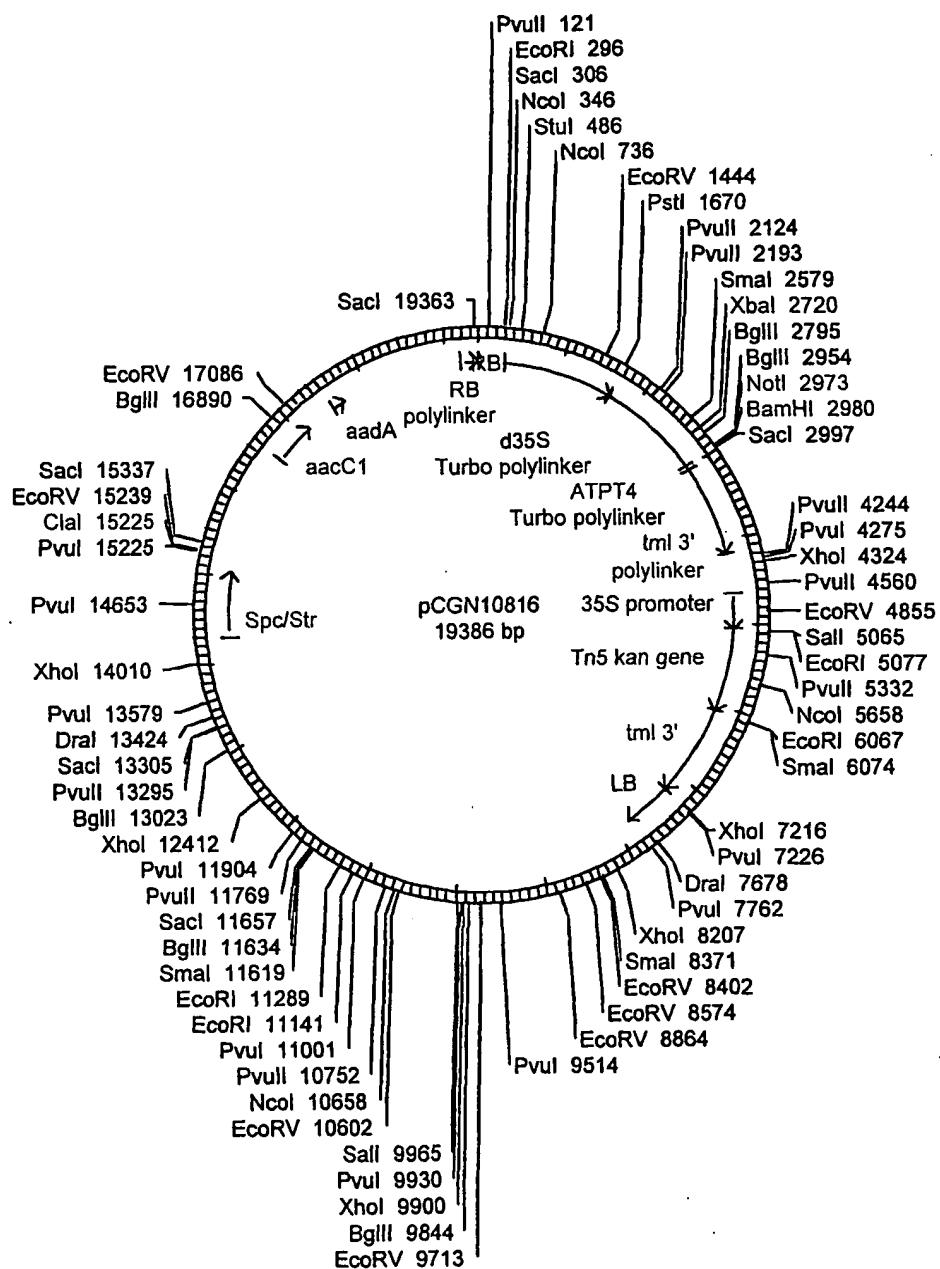 PvuII 121
EcoRI 296
SacI 306
NcoI 346
StuI 486
NcoI 736
EcoRV 1444
PstI 1670
PvuII 2124
PvuII 2193
SmaI 2579
XbaI 2720
BglII 2795
BglII 2954
NotI 2973
BamHI 2980
SacI 2997
PvuII 4244
PvuI 4275
XhoI 4324
PvuII 4560
EcoRV 4855
SalI 5065
EcoRI 5077
PvuII 5332
NcoI 5658
EcoRI 6067
SmaI 6074
XhoI 7216
PvuI 7226
DraI 7678
PvuI 7762
XhoI 8207
SmaI 8371
EcoRV 8402
EcoRV 8574
EcoRV 8864
PvuI 9514
EcoRV 9713
BglII 9844
XhoI 9900
PvuI 9930
SalI 9965
EcoRV 10602
NcoI 10658
PvuII 10752
PvuI 11001
EcoRI 11141
EcoRI 11289
SmaI 11619
BglII 11634
SacI 11657
PvuII 11769
PvuI 11904
XhoI 12412
BglII 13023
PvuII 13295
SacI 13305
DraI 13424
PvuI 13579
XhoI 14010
PvuI 14653
PvuI 15225
ClaI 15225
EcoRV 15239
SacI 15337
BglII 16890
EcoRV 17086
SacI 19363
RB
RB
polylinker
d35S
Turbo polylinker
ATPT4
Turbo polylinker
tml 3'
polylinker
35S promoter
Tn5 kan gene
tml 3'
LB
Spc/Str
aacC1
aadA
pCGN10816
19386 bp